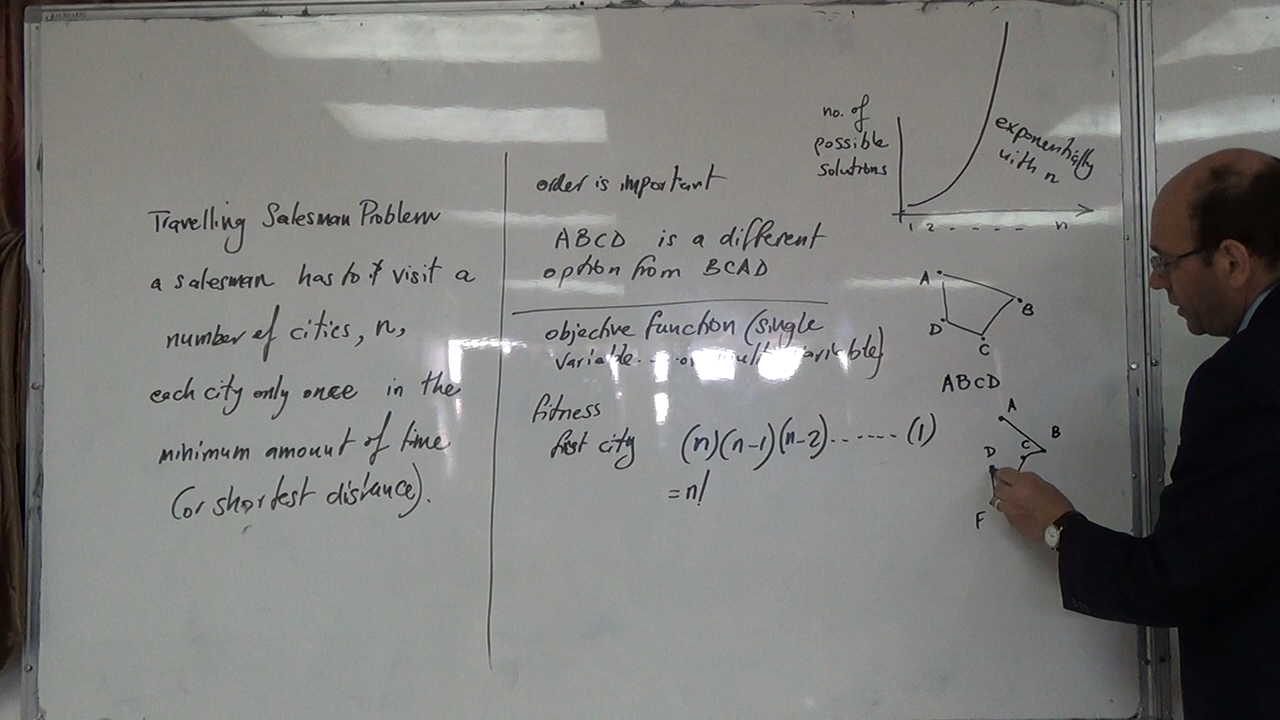 Travelling Salesman Problem
a salesman has to visit a
number of cities, n,
each city only once in the
minimum amount of time
(or shortest distance).
order is important
ABCD is a different
option from BCAD
objective function (single
variable... or multi variable)
fitness
first city (n)(n-1)(n-2)......(1)
=n!
no. of
possible
solutions
exponentially
with n
1 2 - - - - - n
A
B
D
C
ABCD
A
B
C
D
F